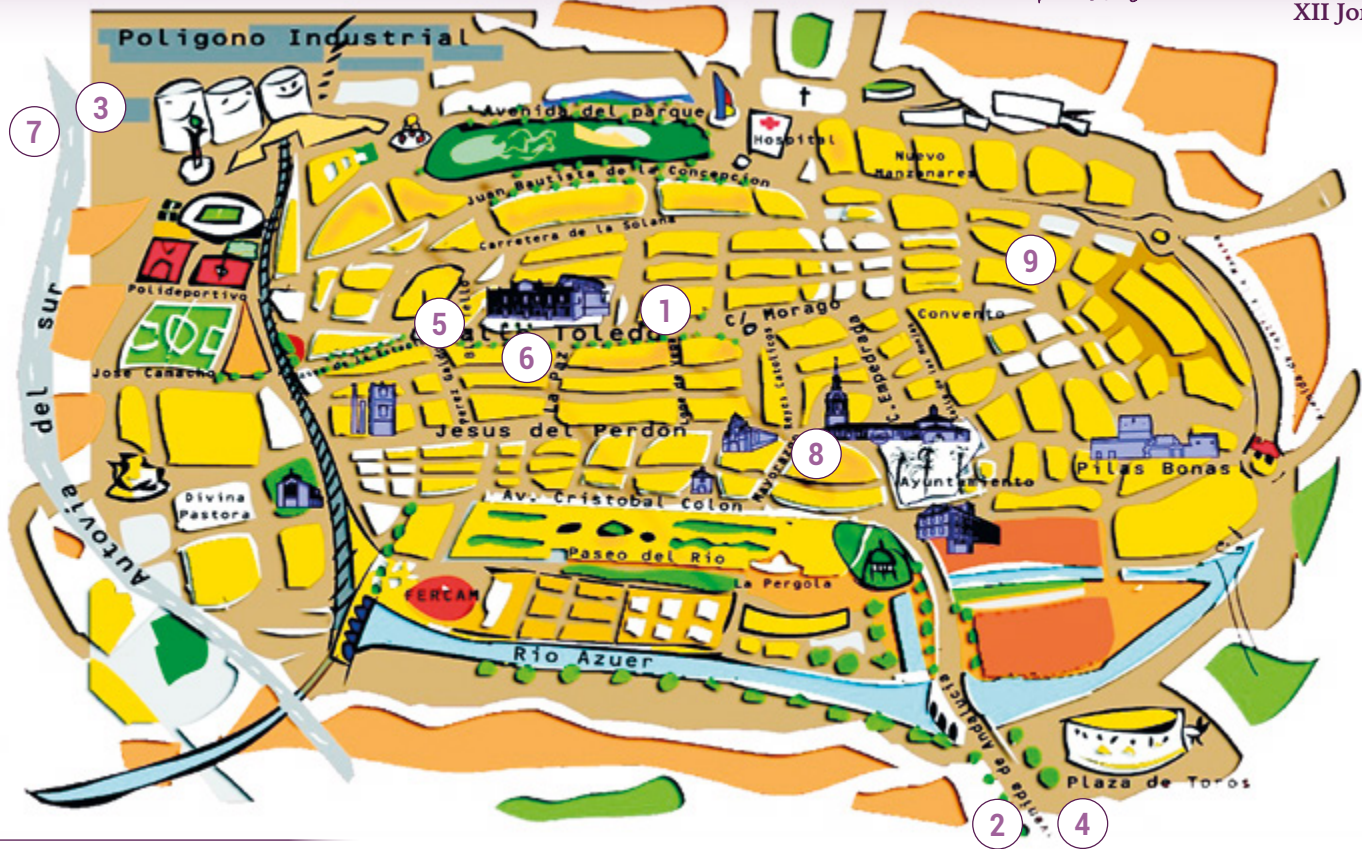 XII Jor
Poligono Industrial
3
7
Avenida del parque
Hospital
Nuevo
Manzanares
Juan Bautista de la Concepcion
Carretera de la Solana
9
Polideportivo
1
5
Toledo
C/ Morago
Convento
6
Jose Camacho
La Paz
Reyes Catolicos
C. Empedrada
del sur
Autovia
Jesus del Perdon
8
Pilas Bonas
Ayuntamiento
Divina
Pastora
Av. Cristobal Colon
Paseo del Rio
La Pergola
FERCAM
Rio Azuer
Plaza de Toros
2
4